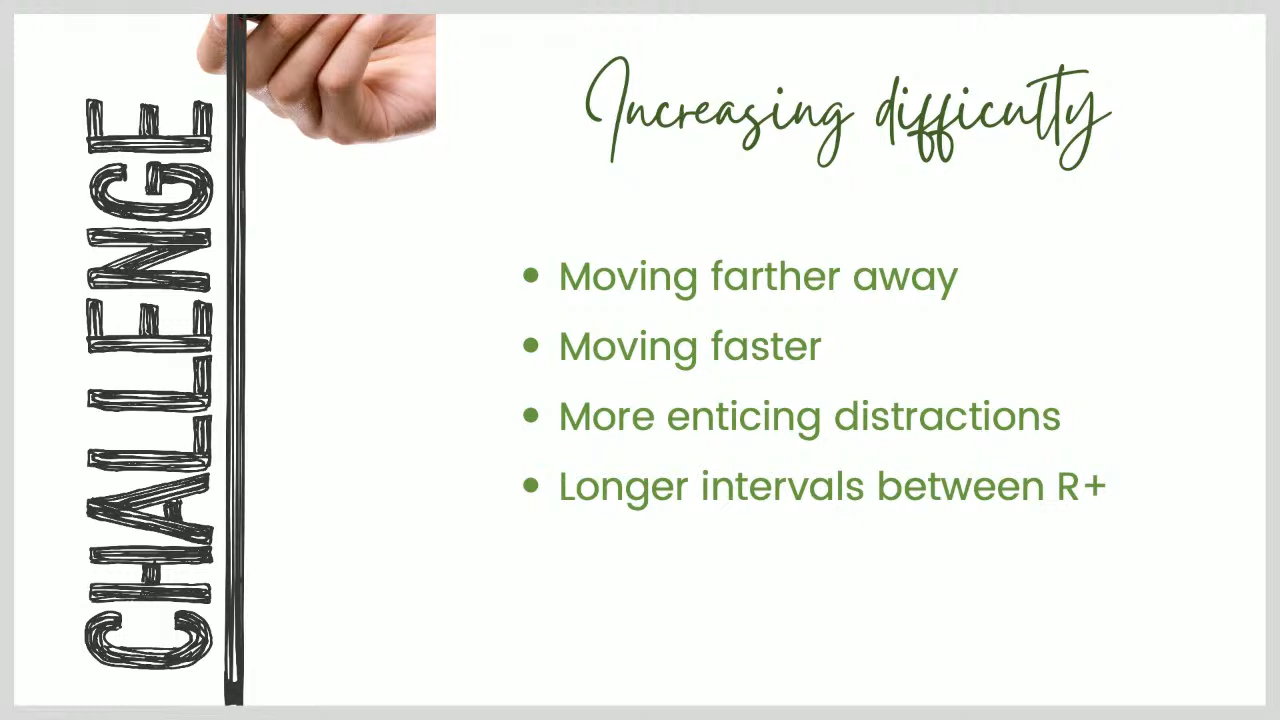 CHALLENGE
Increasing difficulty
• Moving farther away
• Moving faster
• More enticing distractions
• Longer intervals between R+